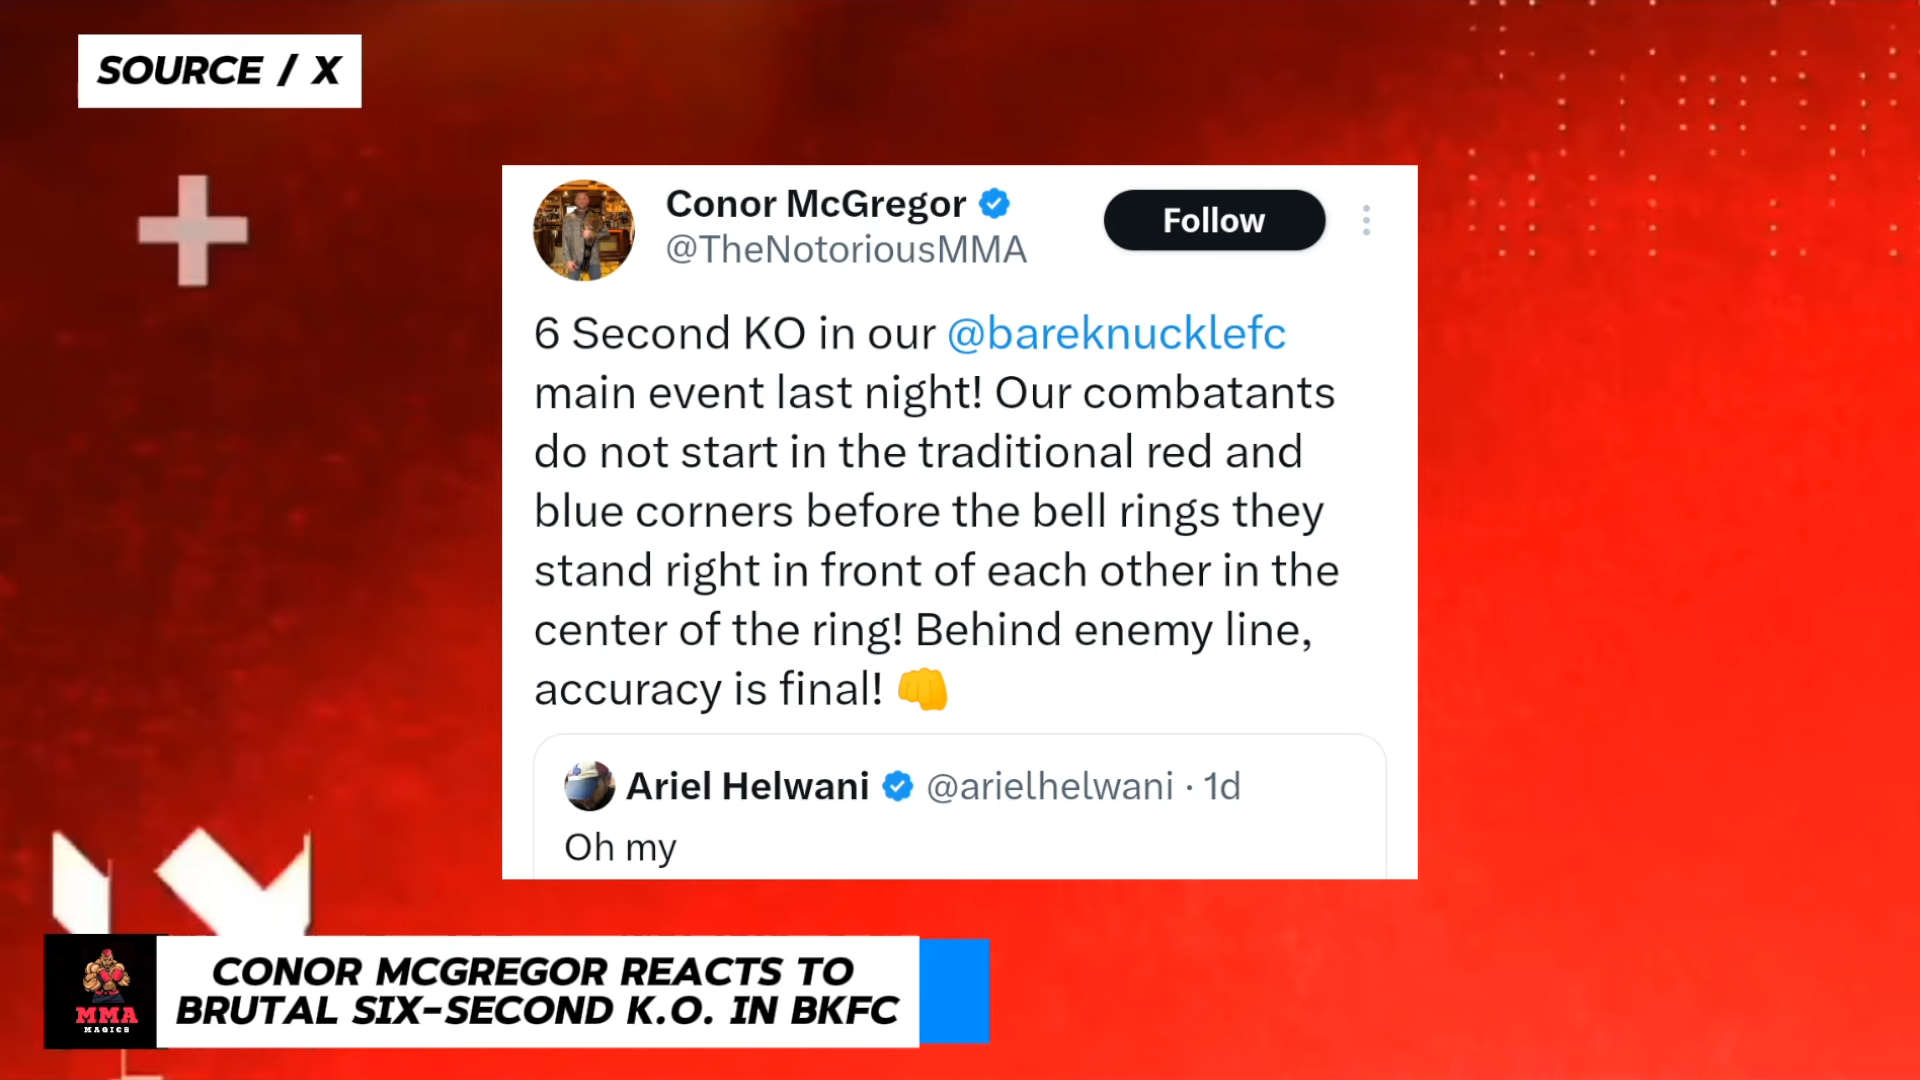 SOURCE / X
Conor McGregor
@TheNotoriousMMA
Follow
6 Second KO in our @bareknucklefc
main event last night! Our combatants
do not start in the traditional red and
blue corners before the bell rings they
stand right in front of each other in the
center of the ring! Behind enemy line,
accuracy is final! 👊
Ariel Helwani @arielhelwani · 1d
Oh my
CONOR MCGREGOR REACTS TO
BRUTAL SIX-SECOND K.O. IN BKFC
MMA
MAGICS